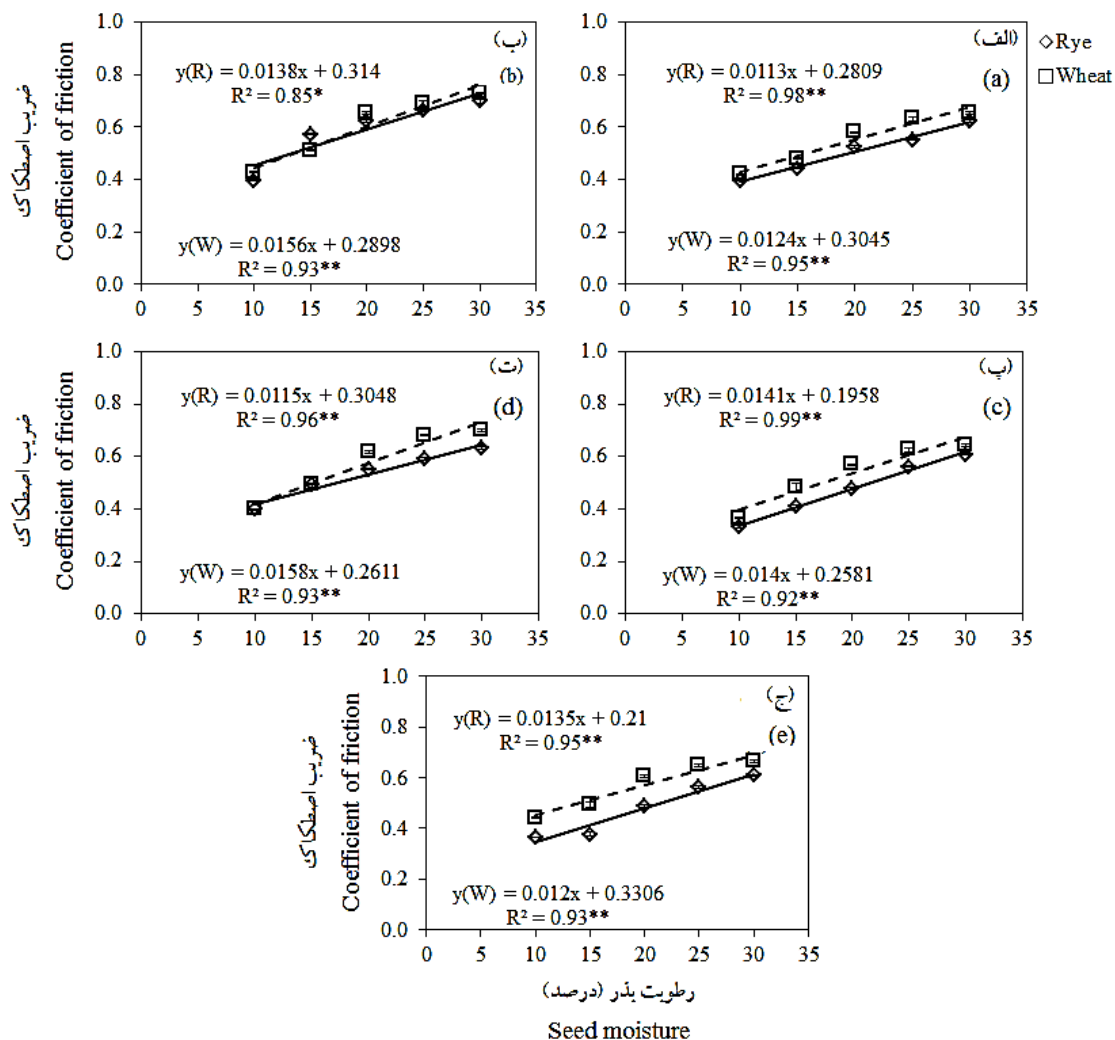 (ب)
(b)
y(R) = 0.0138x + 0.314
R² = 0.85*
y(W) = 0.0156x + 0.2898
R² = 0.93**
ضریب اصطکاک
Coefficient of friction
1.0
0.8
0.6
0.4
0.2
0.0
0 5 10 15 20 25 30 35
(الف)
(a)
y(R) = 0.0113x + 0.2809
R² = 0.98**
y(W) = 0.0124x + 0.3045
R² = 0.95**
1.0
0.8
0.6
0.4
0.2
0.0
0 5 10 15 20 25 30 35
Rye
Wheat
(ت)
(d)
y(R) = 0.0115x + 0.3048
R² = 0.96**
y(W) = 0.0158x + 0.2611
R² = 0.93**
ضریب اصطکاک
Coefficient of friction
1.0
0.8
0.6
0.4
0.2
0.0
0 5 10 15 20 25 30 35
(پ)
(c)
y(R) = 0.0141x + 0.1958
R² = 0.99**
y(W) = 0.014x + 0.2581
R² = 0.92**
1.0
0.8
0.6
0.4
0.2
0.0
0 5 10 15 20 25 30 35
(ج)
(e)
y(R) = 0.0135x + 0.21
R² = 0.95**
y(W) = 0.012x + 0.3306
R² = 0.93**
ضریب اصطکاک
Coefficient of friction
1.0
0.8
0.6
0.4
0.2
0.0
0 5 10 15 20 25 30 35
رطوبت بذر (درصد)
Seed moisture